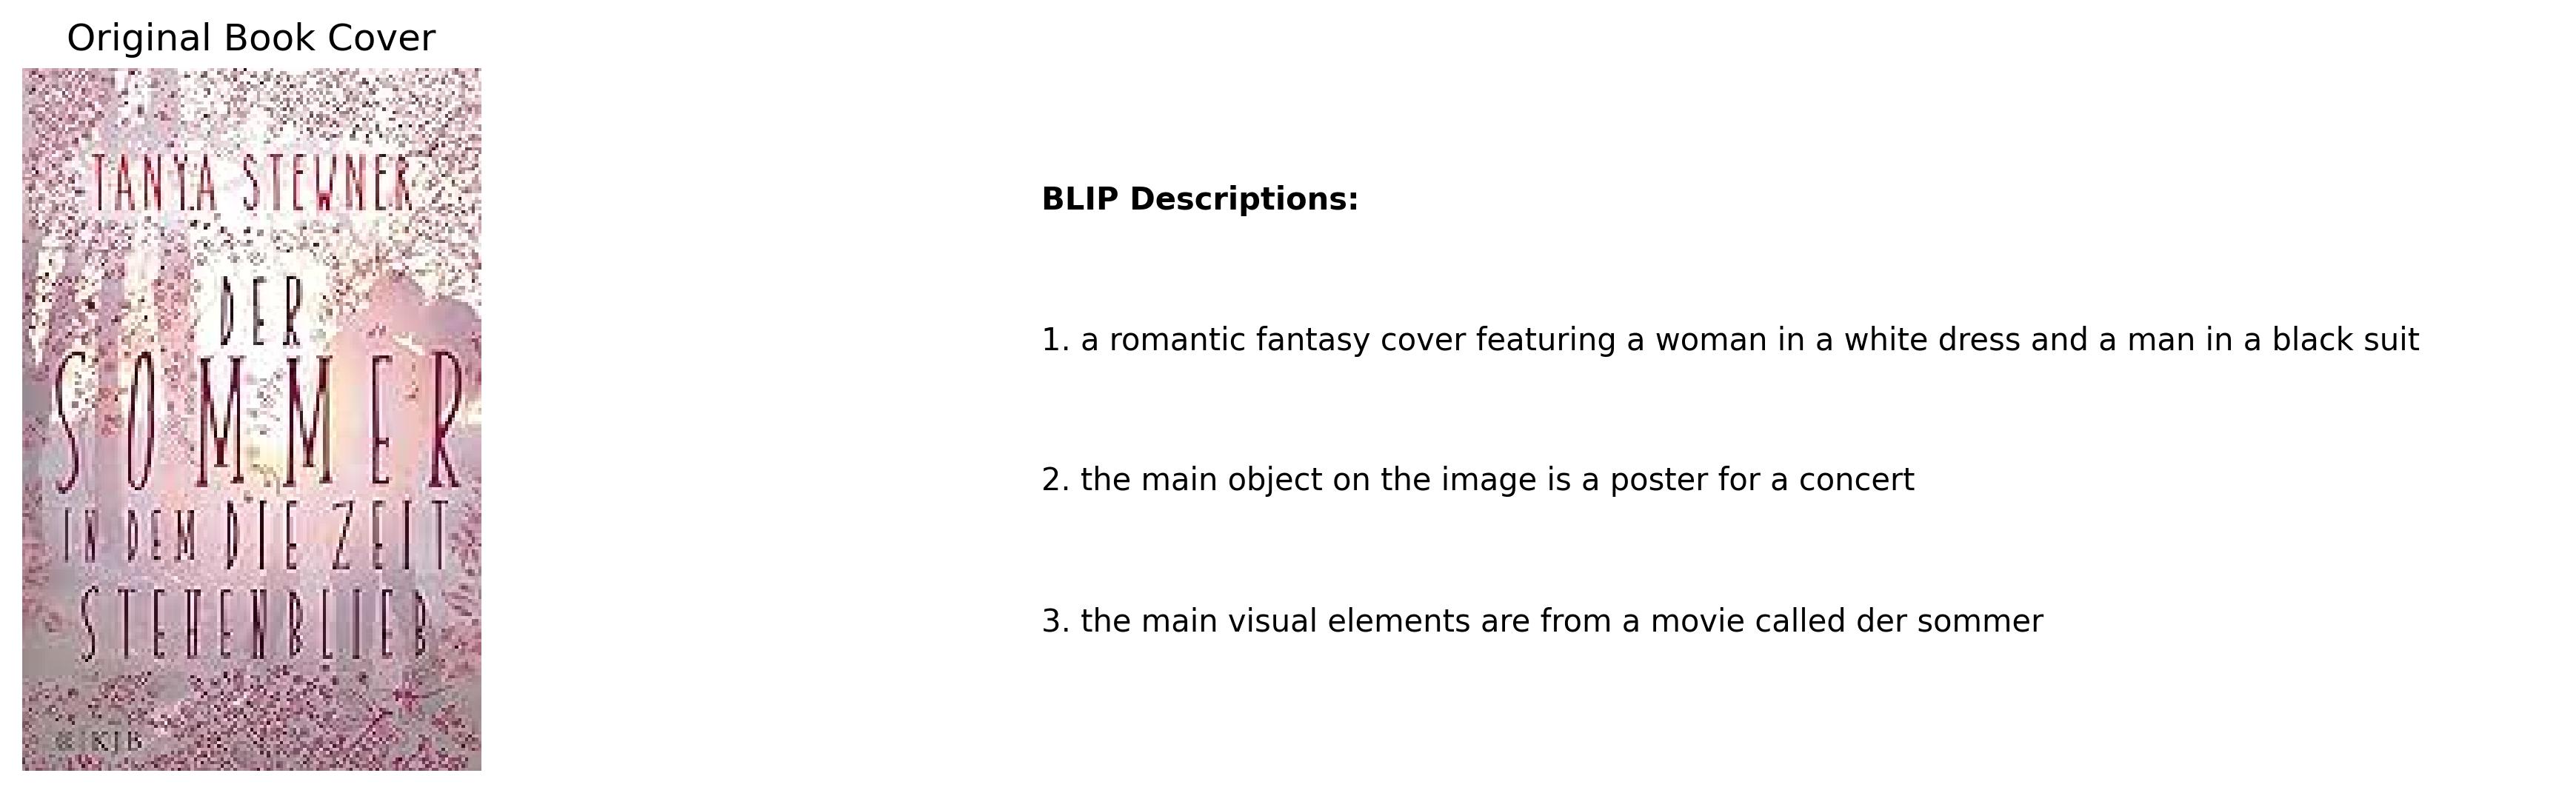 Original Book Cover
TANYA STEWNER
DER
SOMMER
IN DEM DIE ZEIT
STEHENBLIEB
KJB
BLIP Descriptions:
1. a romantic fantasy cover featuring a woman in a white dress and a man in a black suit
2. the main object on the image is a poster for a concert
3. the main visual elements are from a movie called der sommer